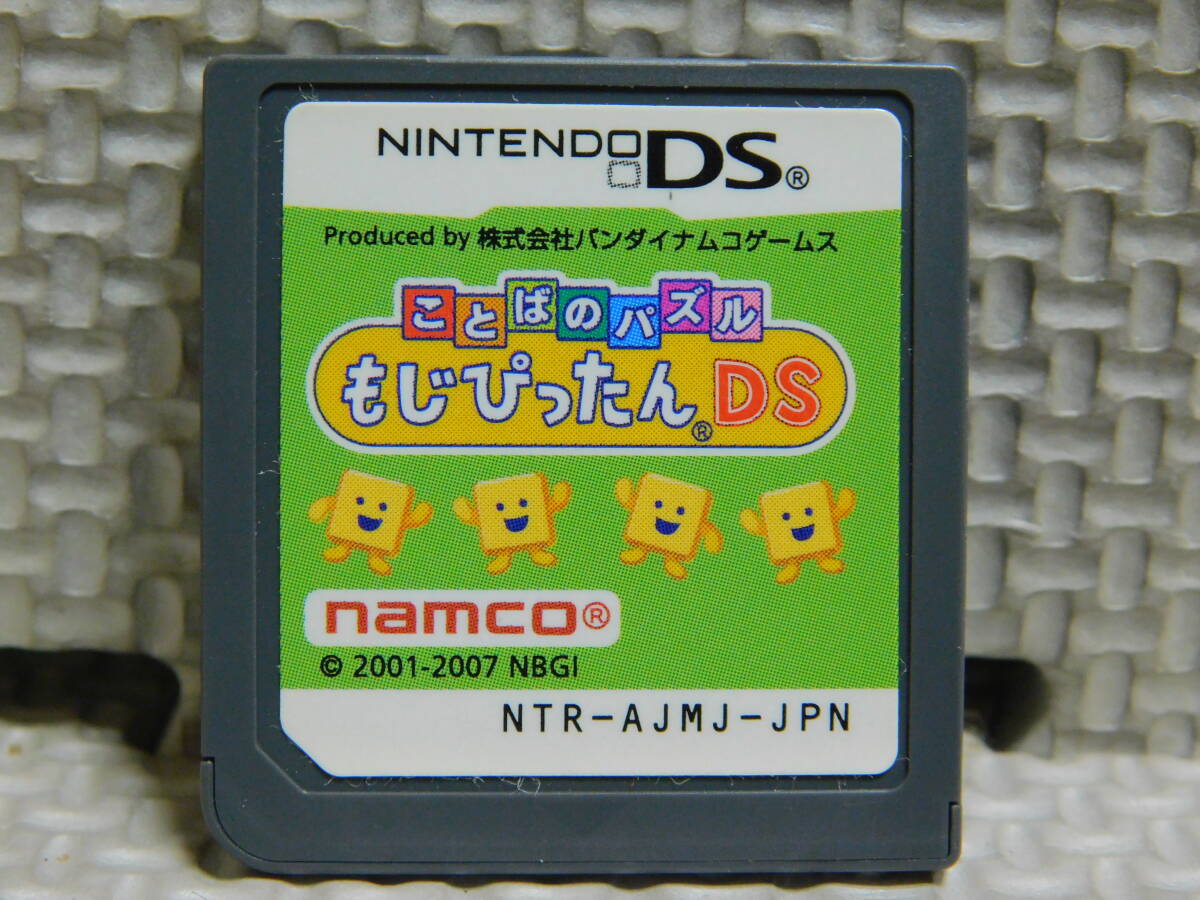 NINTENDO DS®
Produced by 株式会社バンダイナムコゲームス
ことばのパズル
もじぴったん® DS
namco®
© 2001-2007 NBGI
NTR-AJMJ-JPN